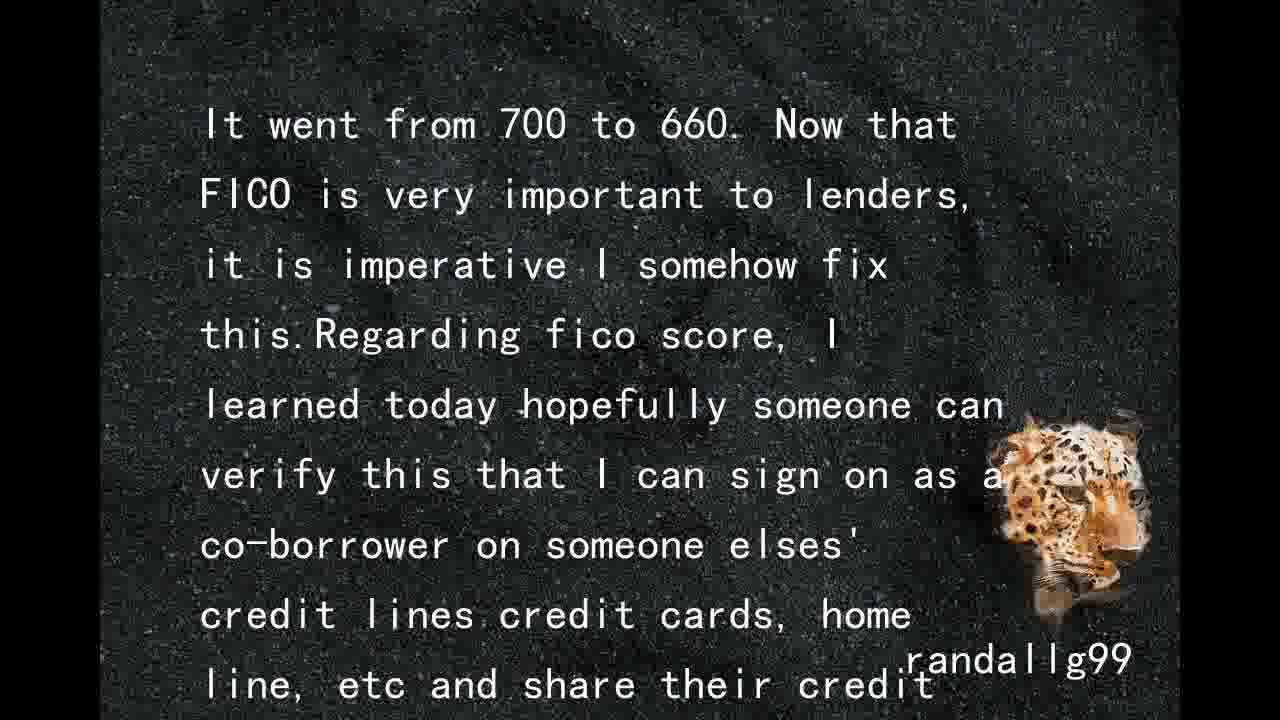 It went from 700 to 660. Now that
FICO is very important to lenders,
it is imperative I somehow fix
this.Regarding fico score, I
learned today hopefully someone can
verify this that I can sign on as a
co-borrower on someone elses'
credit lines credit cards, home
line, etc and share their credit
randallg99